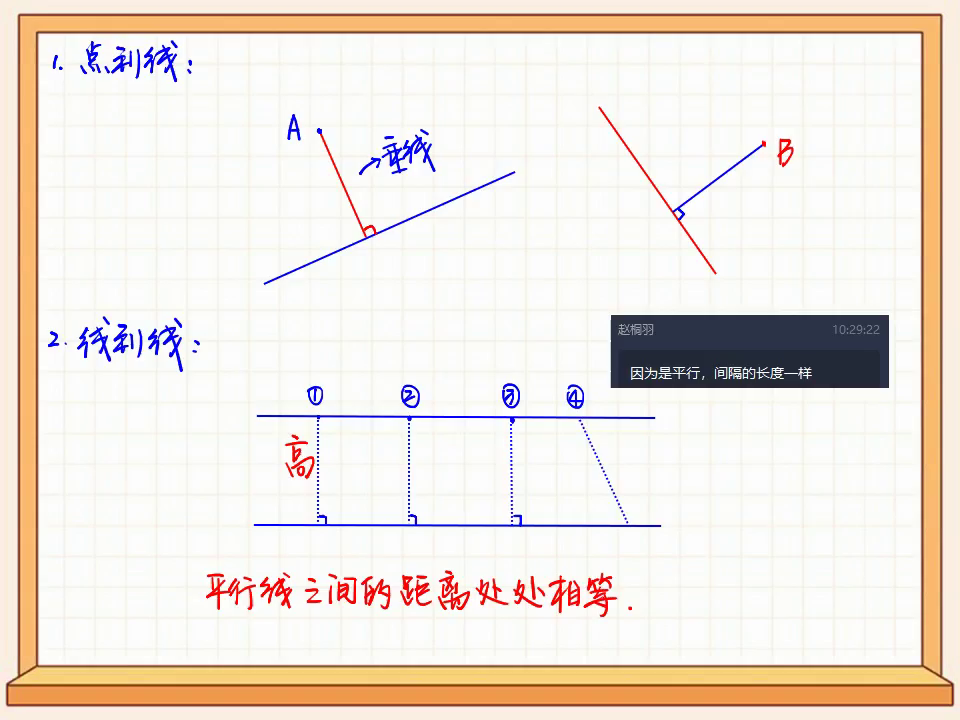 1. 点到线:
A
→垂线
B
2. 线到线:
赵桐羽 10:29:22
因为是平行，间隔的长度一样
① ② ③ ④
高
平行线之间的距离处处相等.